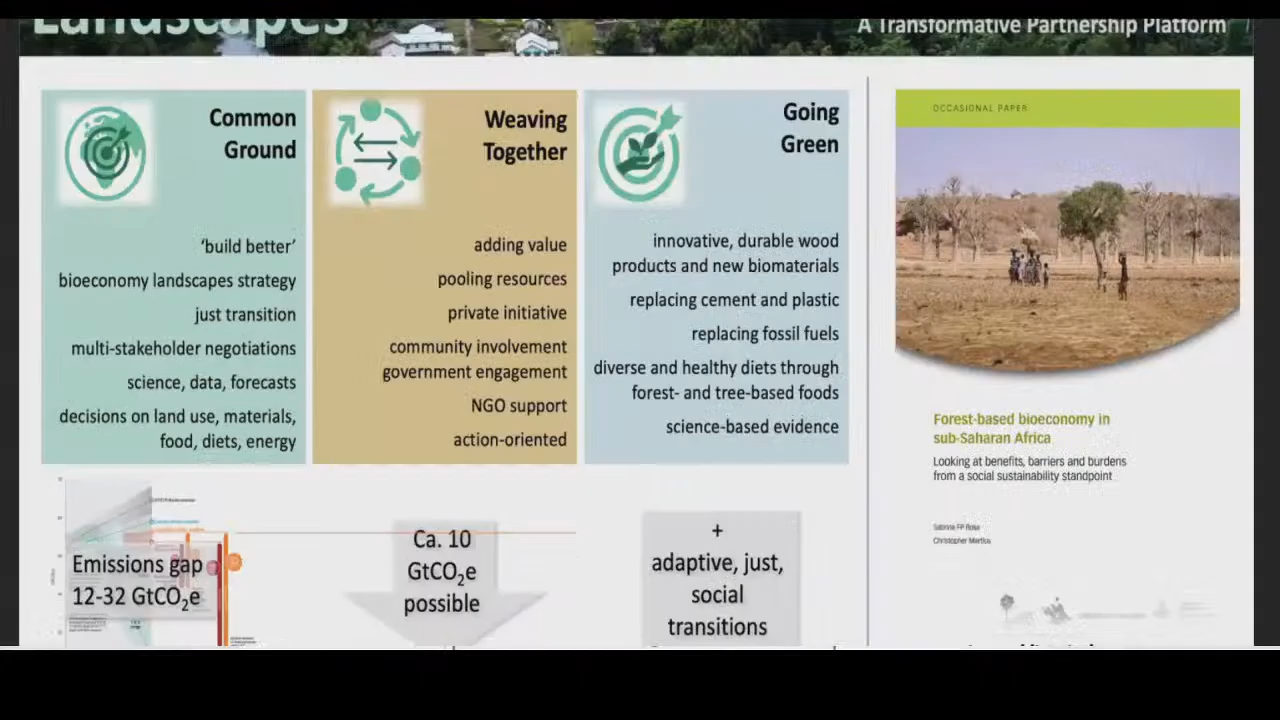 Landscapes
A Transformative Partnership Platform
Common
Ground
‘build better’
bioeconomy landscapes strategy
just transition
multi-stakeholder negotiations
science, data, forecasts
decisions on land use, materials,
food, diets, energy
Weaving
Together
adding value
pooling resources
private initiative
community involvement
government engagement
NGO support
action-oriented
Going
Green
innovative, durable wood
products and new biomaterials
replacing cement and plastic
replacing fossil fuels
diverse and healthy diets through
forest- and tree-based foods
science-based evidence
Emissions gap
12-32 GtCO₂e
Ca. 10
GtCO₂e
possible
+
adaptive, just,
social
transitions
OCCASIONAL PAPER
Forest-based bioeconomy in
sub-Saharan Africa
Looking at benefits, barriers and burdens
from a social sustainability standpoint
Christopher Martius